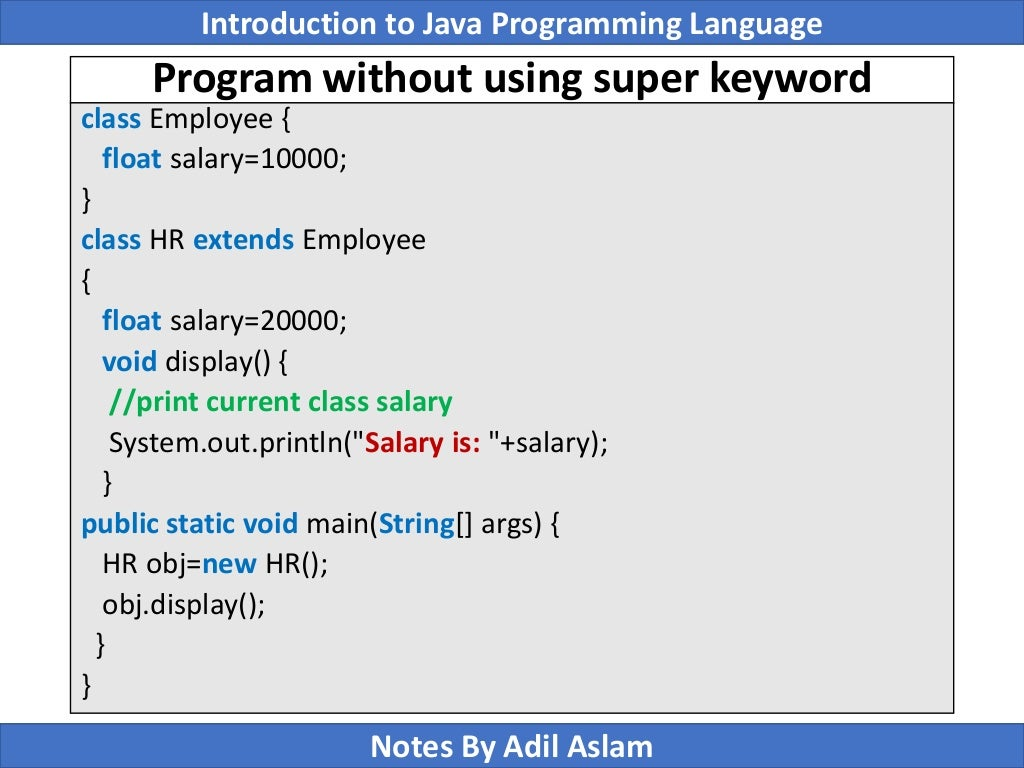 Introduction to Java Programming Language
Program without using super keyword
class Employee {
float salary=10000;
}
class HR extends Employee
{
float salary=20000;
void display() {
//print current class salary
System.out.println("Salary is: "+salary);
}
public static void main(String[] args) {
HR obj=new HR();
obj.display();
}
}
Notes By Adil Aslam